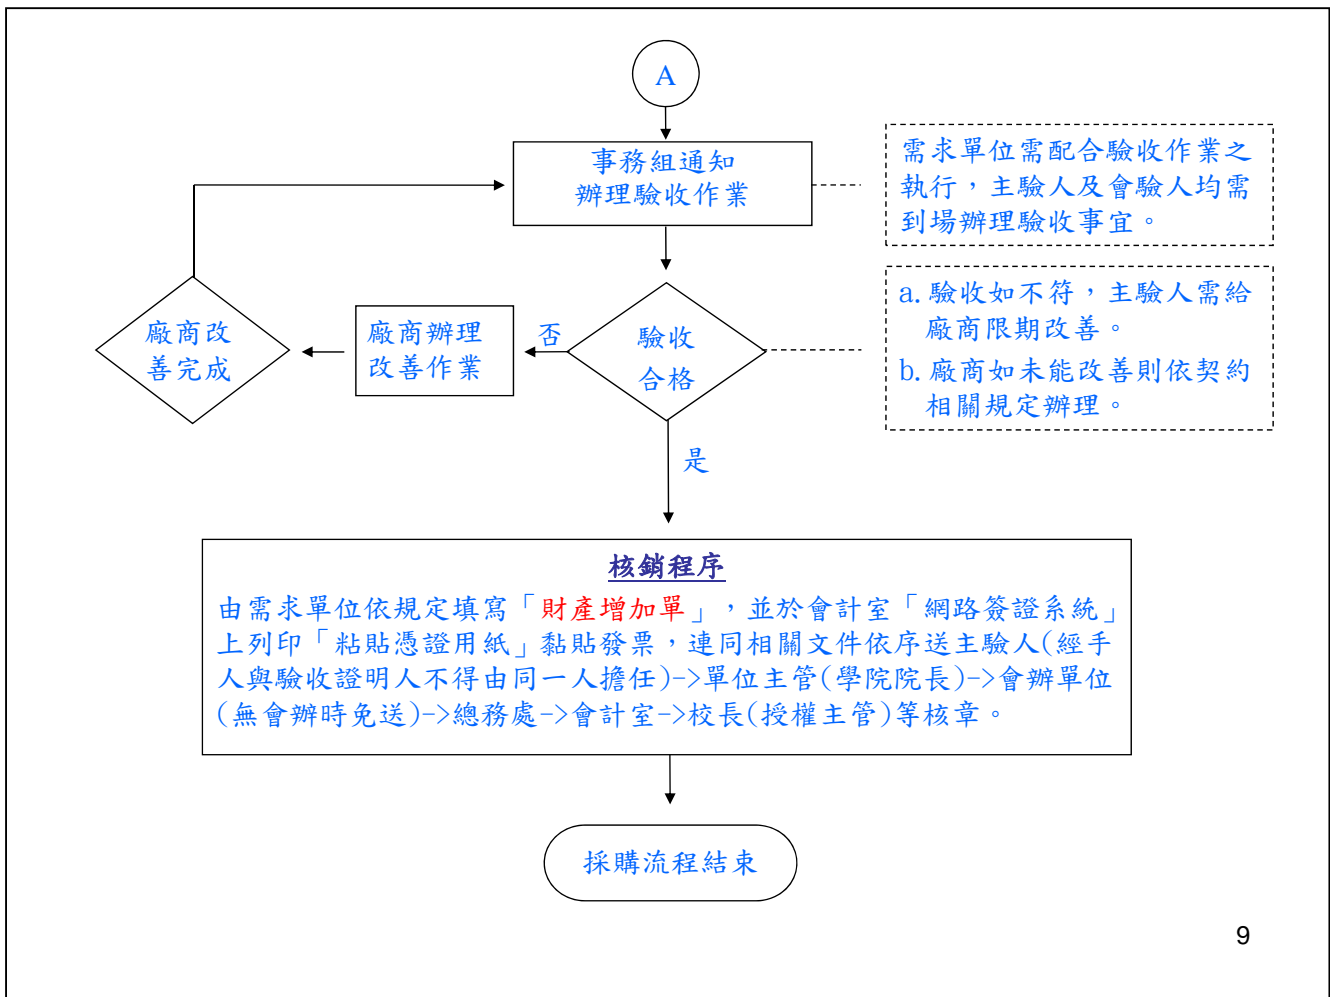 A
事務組通知
辦理驗收作業
需求單位需配合驗收作業之
執行，主驗人及會驗人均需
到場辦理驗收事宜。
廠商改
善完成
廠商辦理
改善作業
否
驗收
合格
a.驗收如不符，主驗人需給
廠商限期改善。
b.廠商如未能改善則依契約
相關規定辦理。
是
核銷程序
由需求單位依規定填寫「財產增加單」，並於會計室「網路簽證系統」
上列印「粘貼憑證用紙」黏貼發票，連同相關文件依序送主驗人(經手
人與驗收證明人不得由同一人擔任)->單位主管(學院院長)->會辦單位
(無會辦時免送)->總務處->會計室->校長(授權主管)等核章。
採購流程結束
9